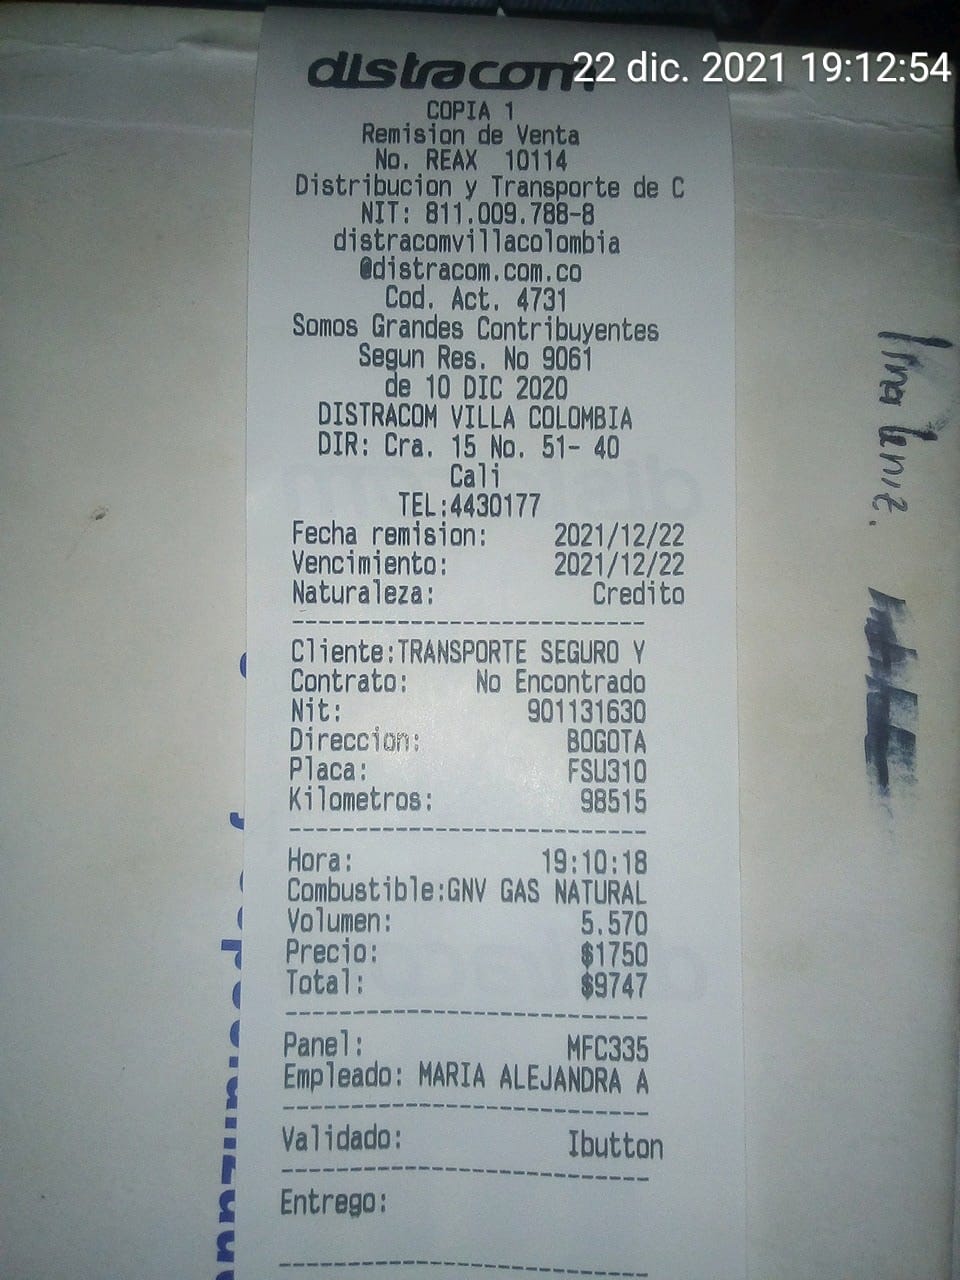 distracom
22 dic. 2021 19:12:54
COPIA 1
Remision de Venta
No. REAX 10114
Distribucion y Transporte de C
NIT: 811.009.788-8
distracomvillacolombia
@distracom.com.co
Cod. Act. 4731
Somos Grandes Contribuyentes
Segun Res. No 9061
de 10 DIC 2020
DISTRACOM VILLA COLOMBIA
DIR: Cra. 15 No. 51- 40
Cali
TEL:4430177
Fecha remision: 2021/12/22
Vencimiento: 2021/12/22
Naturaleza: Credito
Cliente:TRANSPORTE SEGURO Y
Contrato: No Encontrado
Nit: 901131630
Direccion: BOGOTA
Placa: FSU310
Kilometros: 98515
Hora: 19:10:18
Combustible:GNV GAS NATURAL
Volumen: 5.570
Precio: $1750
Total: $9747
Panel: MFC335
Empleado: MARIA ALEJANDRA A
Validado: Ibutton
Entrego: